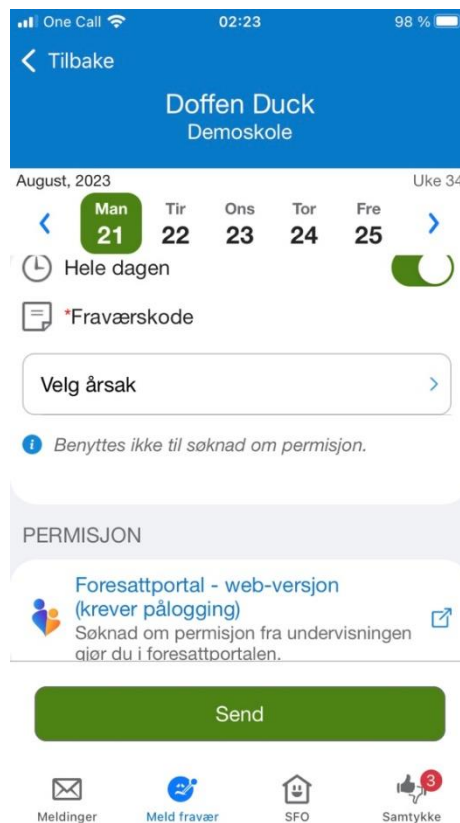 One Call 02:23 98 %
Tilbake
Doffen Duck
Demoskole
August, 2023 Uke 34
Man Tir Ons Tor Fre
21 22 23 24 25
Hele dagen
*Fraværskode
Velg årsak
Benyttes ikke til søknad om permisjon.
PERMISJON
Foresattportal - web-versjon
(krever pålogging)
Søknad om permisjon fra undervisningen
gjør du i foresattportalen.
Send
3
Meldinger Meld fravær SFO Samtykke